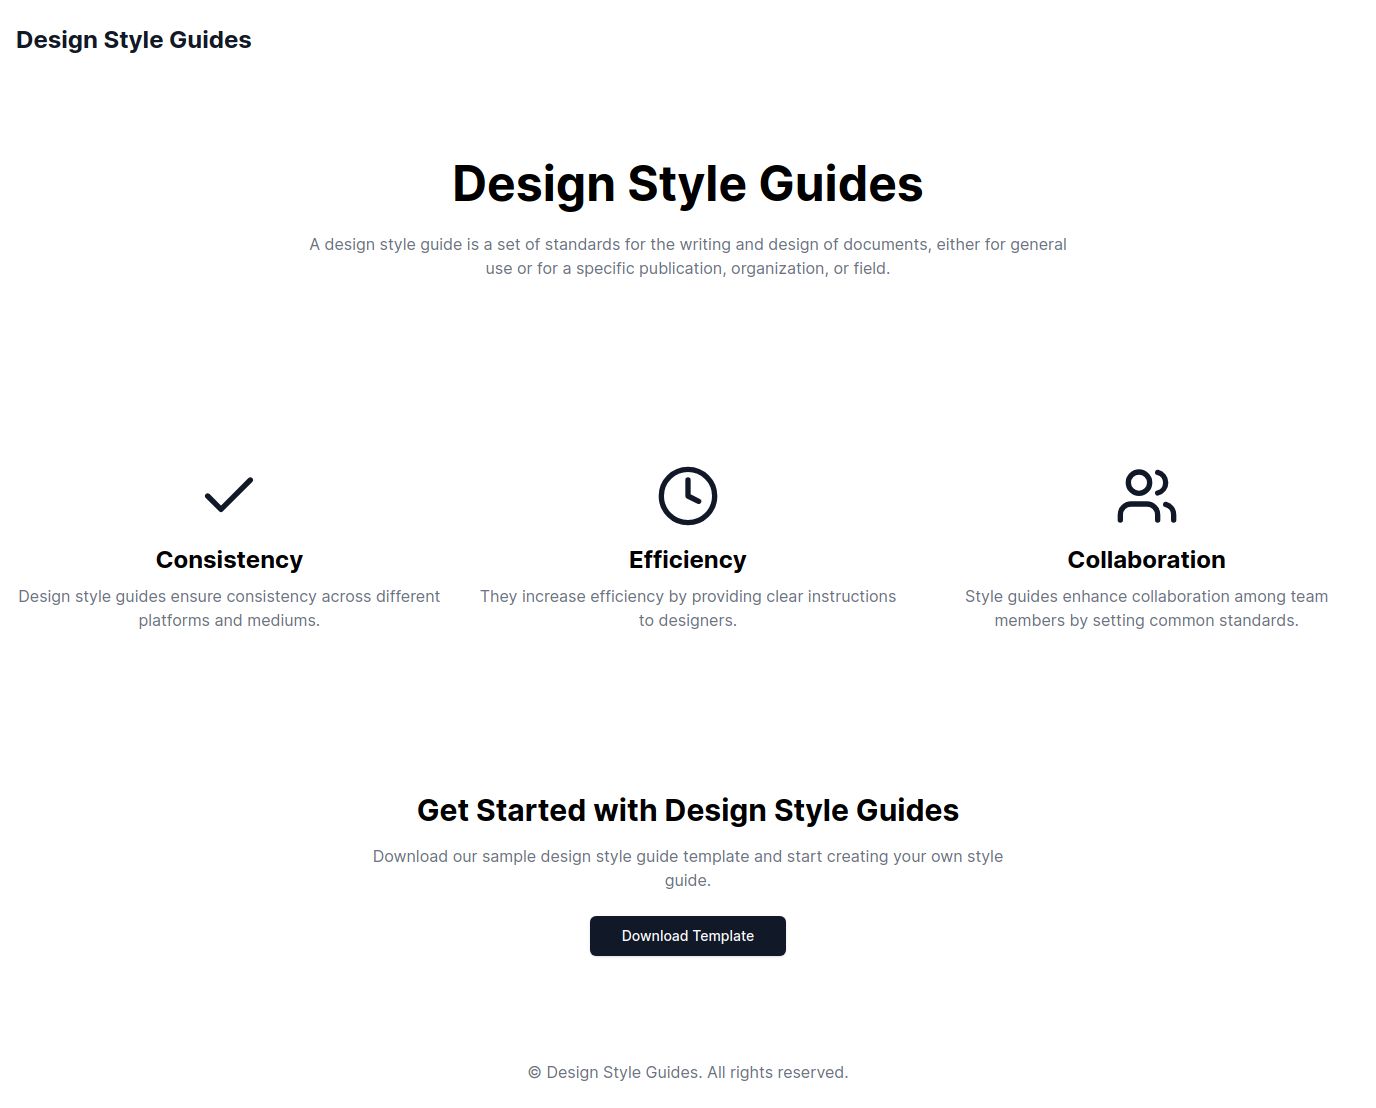 Design Style Guides
Design Style Guides
A design style guide is a set of standards for the writing and design of documents, either for general
use or for a specific publication, organization, or field.
Consistency
Design style guides ensure consistency across different
platforms and mediums.
Efficiency
They increase efficiency by providing clear instructions
to designers.
Collaboration
Style guides enhance collaboration among team
members by setting common standards.
Get Started with Design Style Guides
Download our sample design style guide template and start creating your own style
guide.
Download Template
© Design Style Guides. All rights reserved.